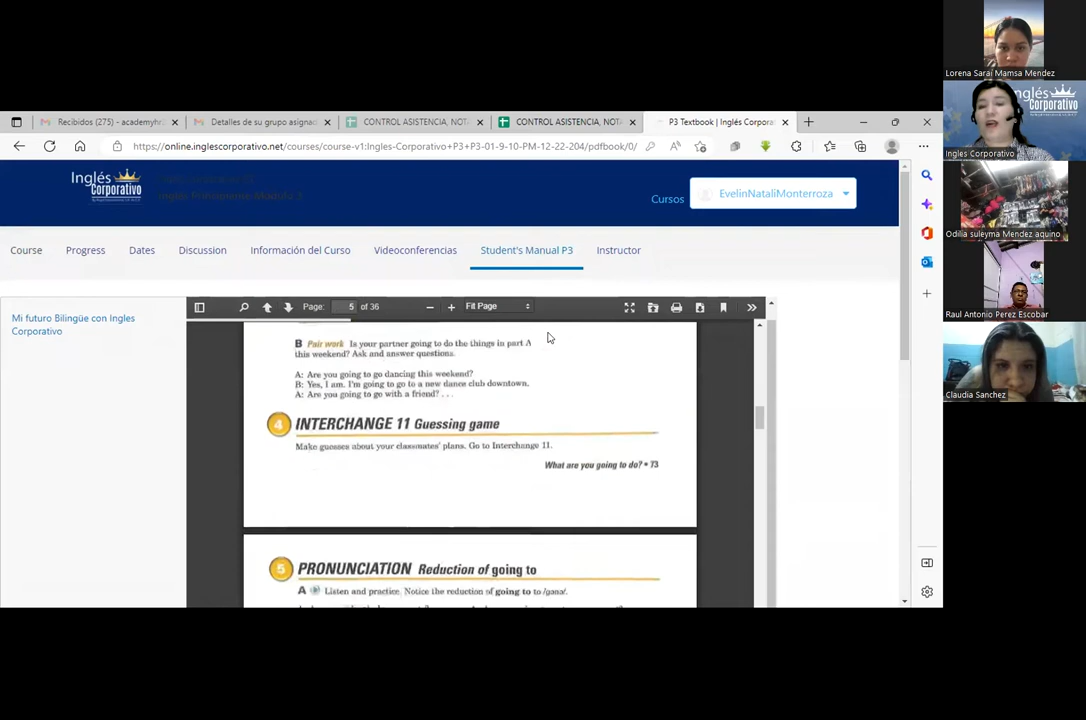 Recibidos (275) - academyhr
Detalles de su grupo asignad
CONTROL ASISTENCIA, NOTA
CONTROL ASISTENCIA, NOT
P3 Textbook | Inglés Corporat
https://online.inglescorporativo.net/courses/course-v1:Ingles-Corporativo+P3+P3-01-9-10-PM-12-22-204/pdfbook/0/
Inglés
Corporativo
Cursos
EvelinNataliMonterroza
Course
Progress
Dates
Discussion
Información del Curso
Videoconferencias
Student's Manual P3
Instructor
Mi futuro Bilingüe con Ingles
Corporativo
Page:
5
of 36
Fit Page
B Pair work Is your partner going to do the things in part A
this weekend? Ask and answer questions.
A: Are you going to go dancing this weekend?
B: Yes, I am. I'm going to go to a new dance club downtown.
A: Are you going to go with a friend? . . .
4 INTERCHANGE 11 Guessing game
Make guesses about your classmates' plans. Go to Interchange 11.
What are you going to do? • 73
5 PRONUNCIATION Reduction of going to
A Listen and practice. Notice the reduction of going to to /gənə/.
Lorena Saraí Mamsa Mendez
Inglés
Corporativo
Ingles Corporativo
Odilia suleyma Mendez aquino
Raul Antonio Perez Escobar
Claudia Sanchez